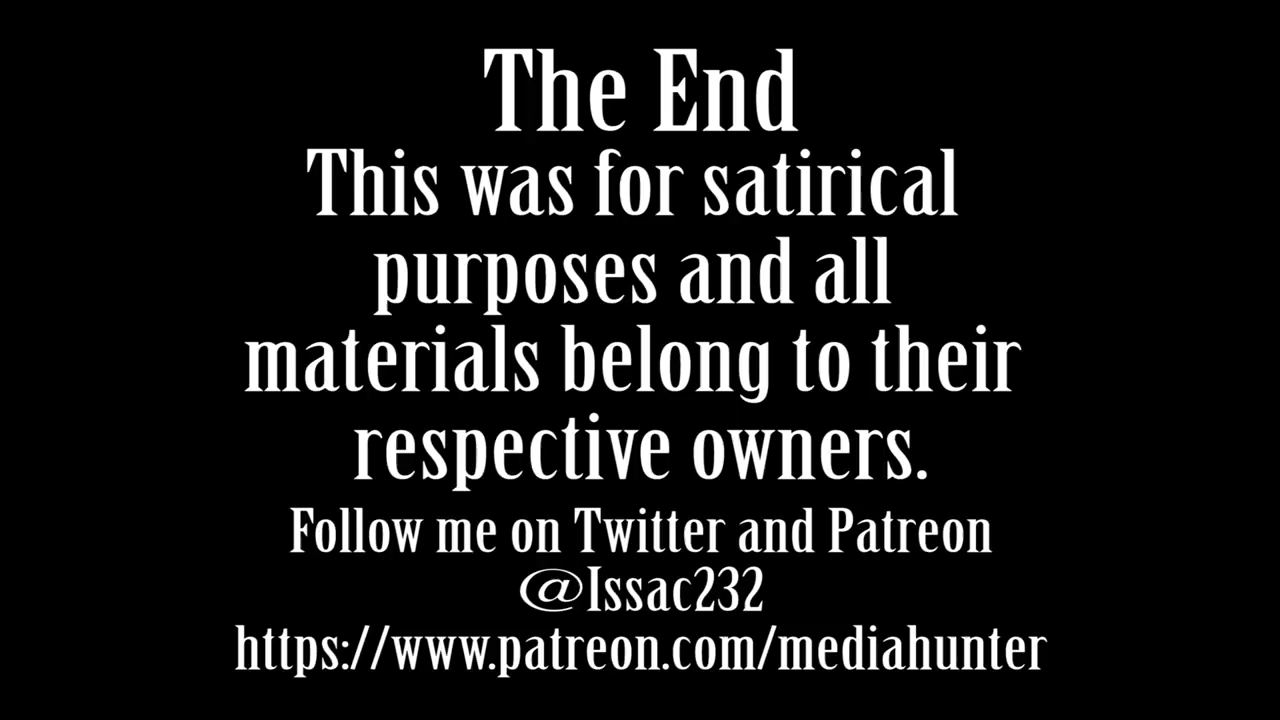 The End
This was for satirical
purposes and all
materials belong to their
respective owners.
Follow me on Twitter and Patreon
@Issac232
https://www.patreon.com/mediahunter